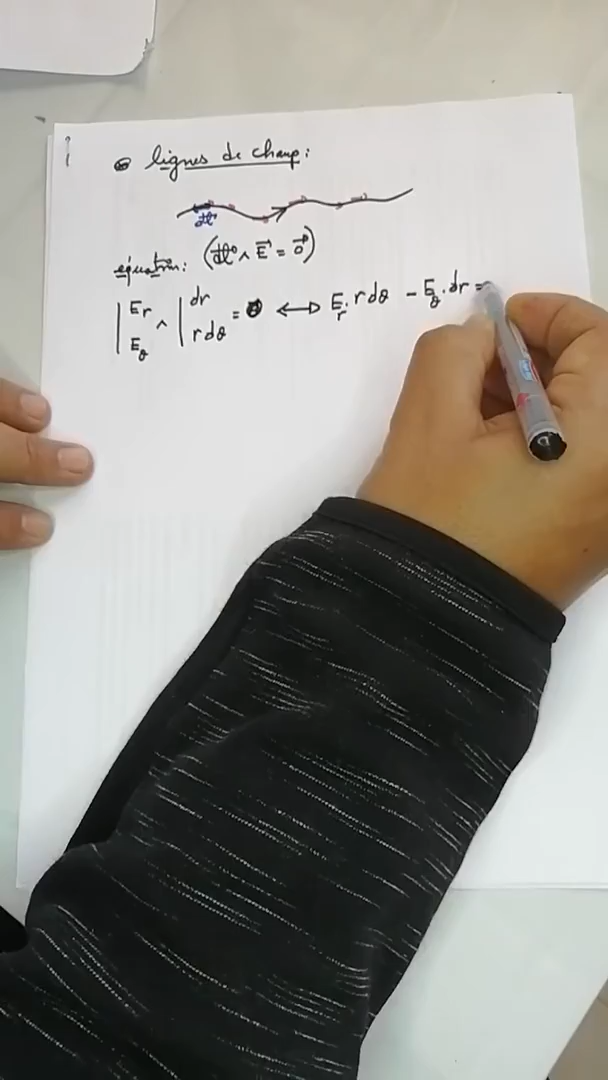 lignes de champ:
dl
équation: (dl ∧ E = 0)
| Er Eθ ∧ | dr rdθ = 0 ⟷ Er. rdθ - Eθ. dr =